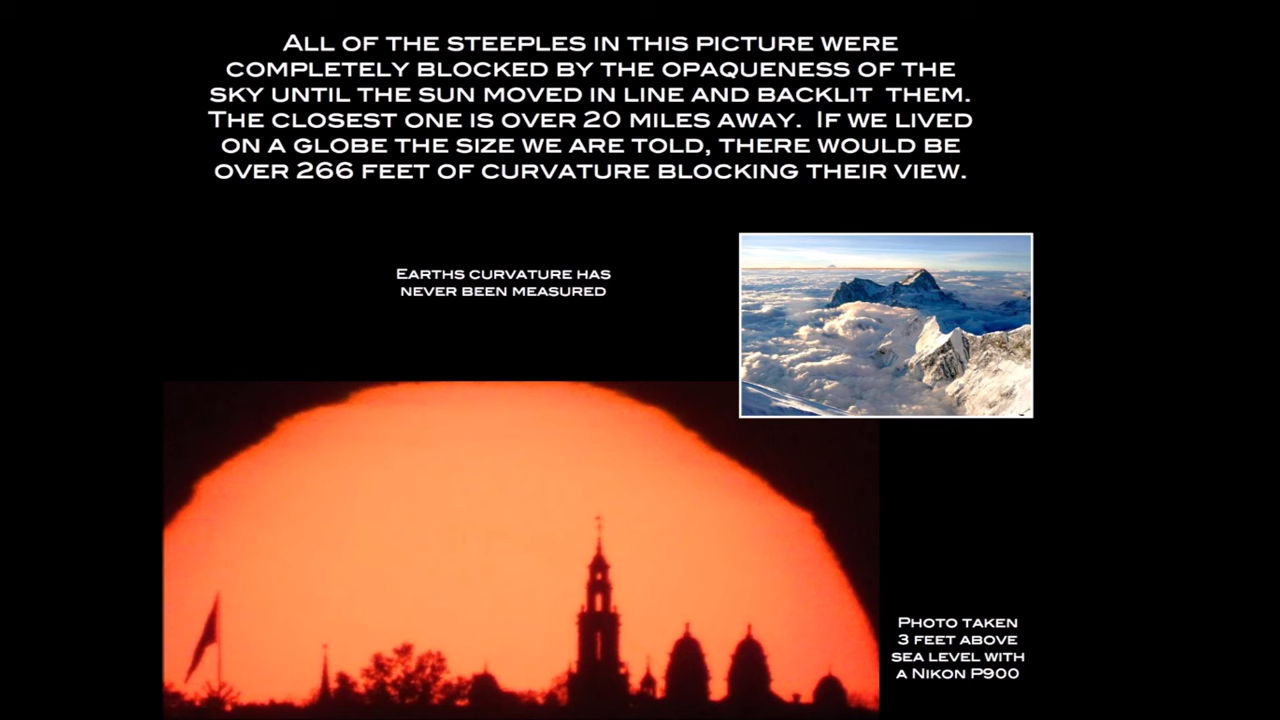 ALL OF THE STEEPLES IN THIS PICTURE WERE
COMPLETELY BLOCKED BY THE OPAQUENESS OF THE
SKY UNTIL THE SUN MOVED IN LINE AND BACKLIT THEM.
THE CLOSEST ONE IS OVER 20 MILES AWAY. IF WE LIVED
ON A GLOBE THE SIZE WE ARE TOLD, THERE WOULD BE
OVER 266 FEET OF CURVATURE BLOCKING THEIR VIEW.
EARTHS CURVATURE HAS
NEVER BEEN MEASURED
PHOTO TAKEN
3 FEET ABOVE
SEA LEVEL WITH
A NIKON P900